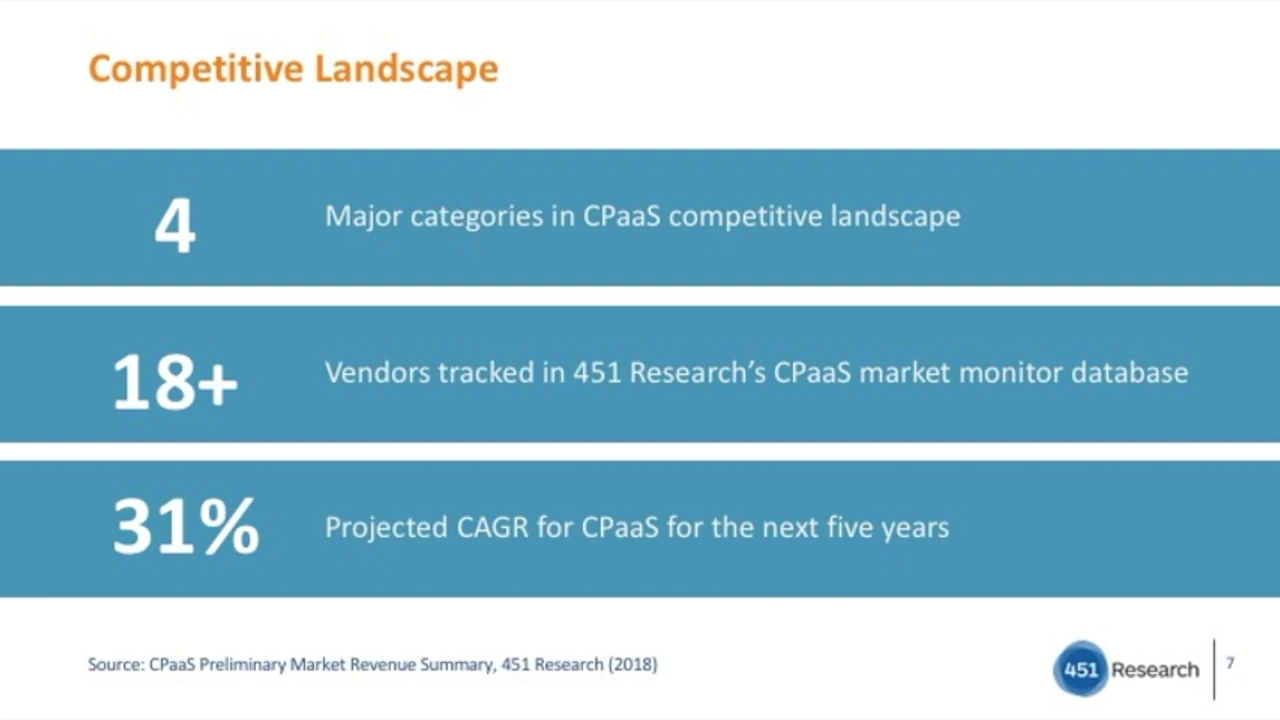 Competitive Landscape
4
Major categories in CPaaS competitive landscape
18+
Vendors tracked in 451 Research’s CPaaS market monitor database
31%
Projected CAGR for CPaaS for the next five years
Source: CPaaS Preliminary Market Revenue Summary, 451 Research (2018)
451 Research
7